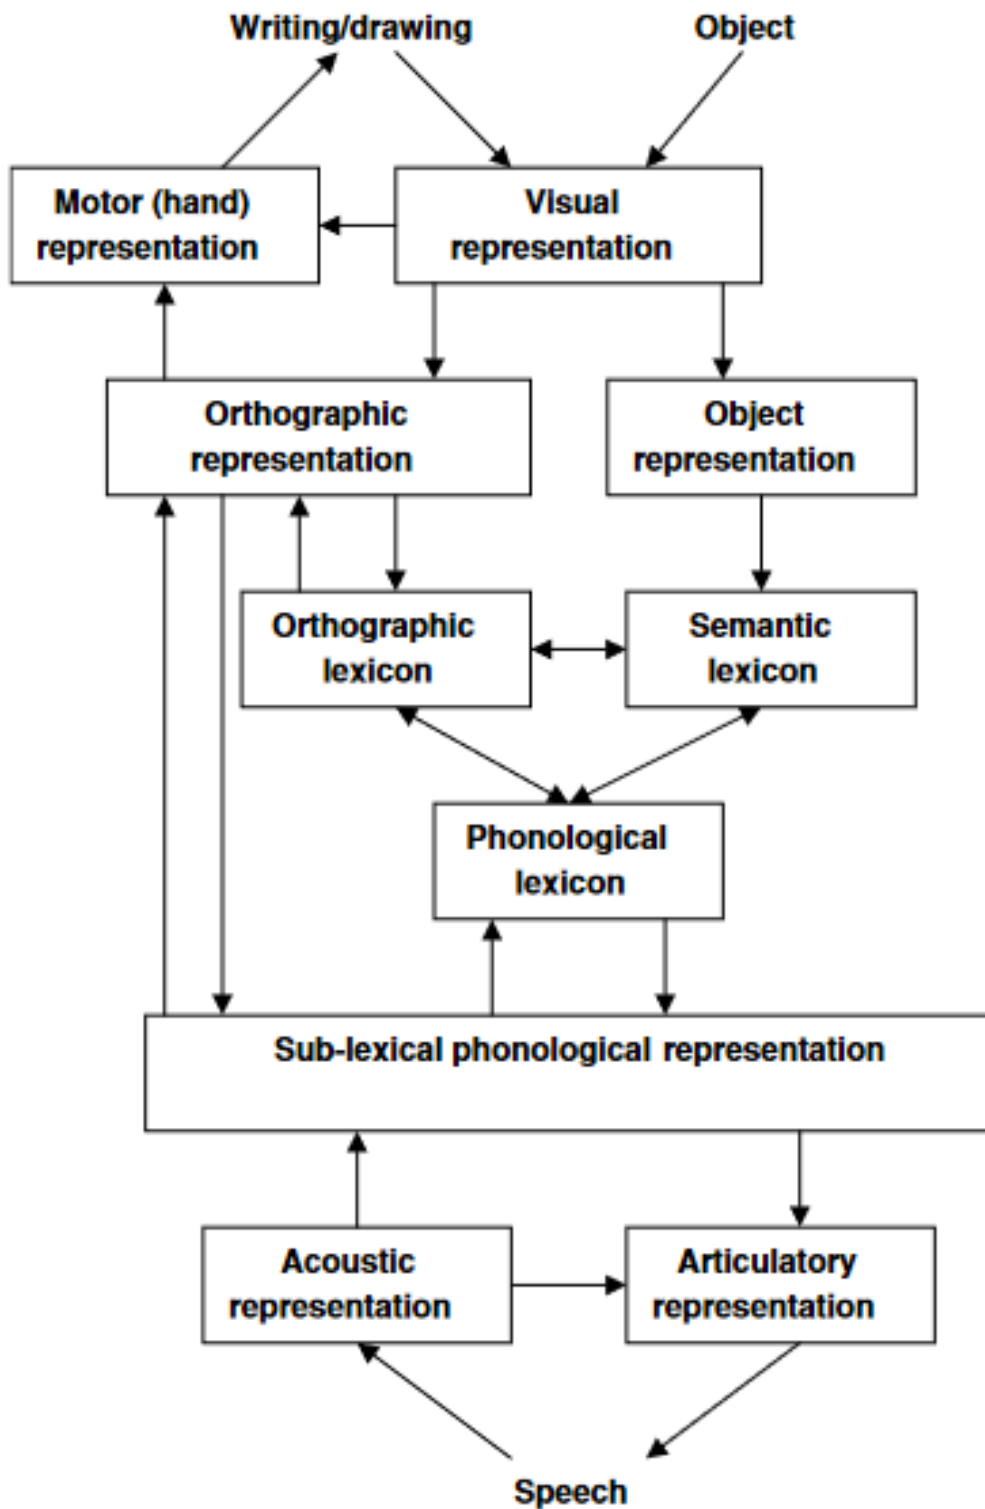 Writing/drawing
Object
Motor (hand)
representation
Visual
representation
Orthographic
representation
Object
representation
Orthographic
lexicon
Semantic
lexicon
Phonological
lexicon
Sub-lexical phonological representation
Acoustic
representation
Articulatory
representation
Speech